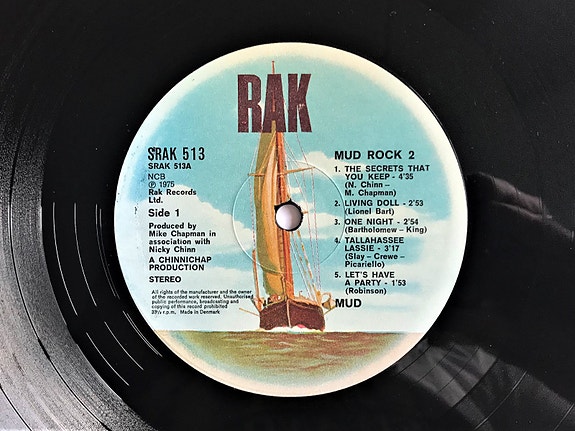 RAK
SRAK 513
SRAK 513A
NCB
℗ 1975
Rak Records
Ltd.
Side 1
Produced by
Mike Chapman in
association with
Nicky Chinn
A CHINNICHAP
PRODUCTION
STEREO
All rights of the manufacturer and the owner
of the recorded work reserved. Unauthorised
public performance, broadcasting and
copying of this record prohibited
33⅓ r.p.m. Made in Denmark
MUD ROCK 2
1. THE SECRETS THAT
YOU KEEP - 4'35
(N. Chinn –
M. Chapman)
2. LIVING DOLL - 2'53
(Lionel Bart)
3. ONE NIGHT - 2'54
(Bartholomew – King)
4. TALLAHASSEE
LASSIE - 3'17
(Slay – Crewe –
Picariello)
5. LET'S HAVE
A PARTY - 1'53
(Robinson)
MUD